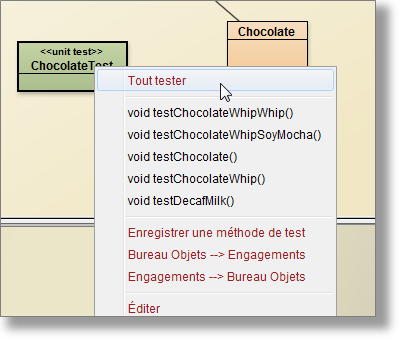 <<unit test>>
ChocolateTest
Chocolate
Tout tester
void testChocolateWhipWhip()
void testChocolateWhipSoyMocha()
void testChocolate()
void testChocolateWhip()
void testDecafMilk()
Enregistrer une méthode de test
Bureau Objets --> Engagements
Engagements --> Bureau Objets
Éditer